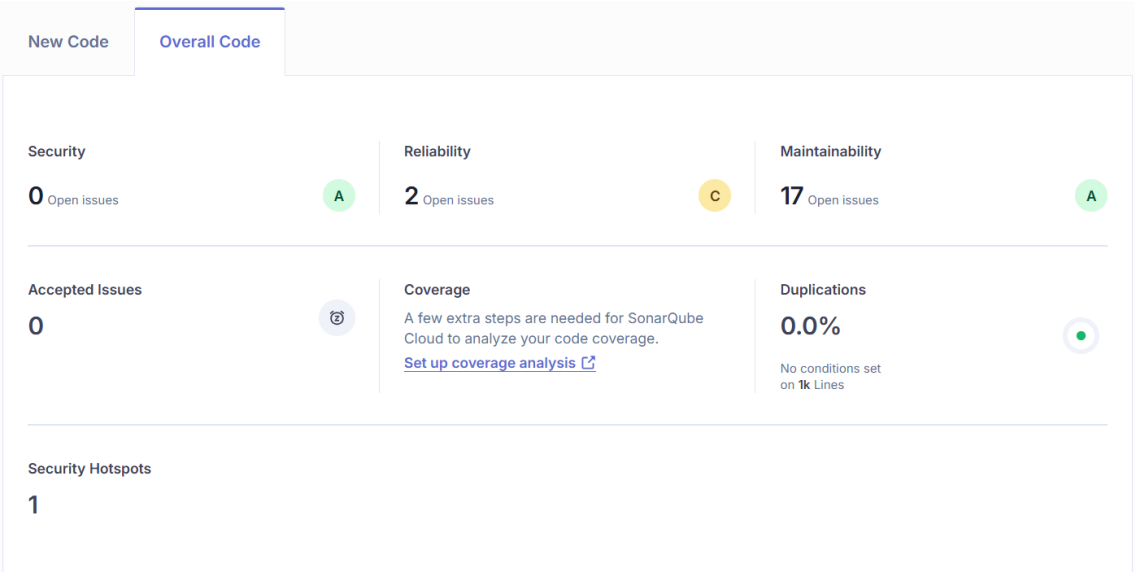 New Code
Overall Code
Security
0 Open issues
A
Reliability
2 Open issues
C
Maintainability
17 Open issues
A
Accepted Issues
0
Coverage
A few extra steps are needed for SonarQube
Cloud to analyze your code coverage.
Set up coverage analysis
Duplications
0.0%
No conditions set
on 1k Lines
Security Hotspots
1